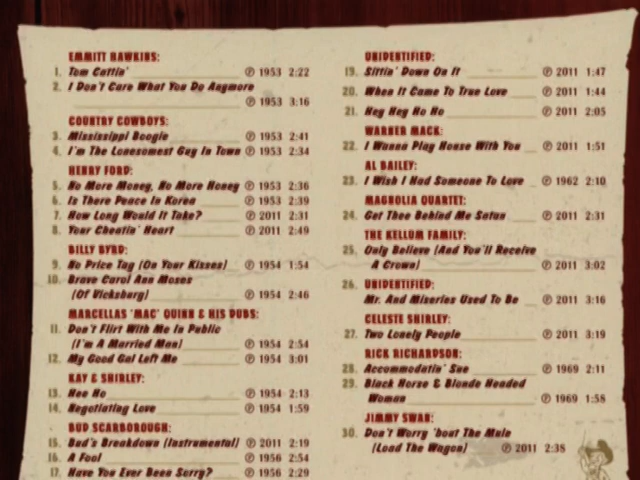 EMMITT HAWKINS:
1. Tom Cattin' ℗ 1953 2:22
2. I Don't Care What You Do Anymore
℗ 1953 3:16
COUNTRY COWBOYS:
3. Mississippi Boogie ℗ 1953 2:41
4. I'm The Lonesomest Guy In Town ℗ 1953 2:34
HENRY FORD:
5. No More Money, No More Honey ℗ 1953 2:36
6. Is There Peace In Korea ℗ 1953 2:39
7. How Long Would It Take? ℗ 2011 2:31
8. Your Cheatin' Heart ℗ 2011 2:49
BILLY BYRD:
9. No Price Tag (On Your Kisses) ℗ 1954 1:54
10. Brave Carol Ann Moses
(Of Vicksburg) ℗ 1954 2:46
MARCELLAS 'MAC' QUINN & HIS DUBS:
11. Don't Flirt With Me In Public
(I'm A Married Man) ℗ 1954 2:54
12. My Good Gal Left Me ℗ 1954 3:01
KAY & SHIRLEY:
13. Hee Ho ℗ 1954 2:13
14. Negotiating Love ℗ 1954 1:59
BUD SCARBOROUGH:
15. Bud's Breakdown (Instrumental) ℗ 2011 2:19
16. A Fool ℗ 1956 2:54
17. Have You Ever Been Sorry? ℗ 1956 2:29
UNIDENTIFIED:
19. Sittin' Down On It ℗ 2011 1:47
20. When It Came To True Love ℗ 2011 1:44
21. Hey Hey Ho Ho ℗ 2011 2:05
WARNER MACK:
22. I Wanna Play House With You ℗ 2011 1:51
AL BAILEY:
23. I Wish I Had Someone To Love ℗ 1962 2:10
MAGNOLIA QUARTET:
24. Get Thee Behind Me Satan ℗ 2011 2:31
THE KELLUM FAMILY:
25. Only Believe (And You'll Receive
A Crown) ℗ 2011 3:02
26. UNIDENTIFIED:
Mr. And Miseries Used To Be ℗ 2011 3:16
CELESTE SHIRLEY:
27. Two Lonely People ℗ 2011 3:19
RICK RICHARDSON:
28. Accommodatin' Sue ℗ 1969 2:11
29. Black Horse & Blonde Headed
Woman ℗ 1969 1:58
JIMMY SWAN:
30. Don't Worry 'bout The Mule
(Load The Wagon) ℗ 2011 2:38